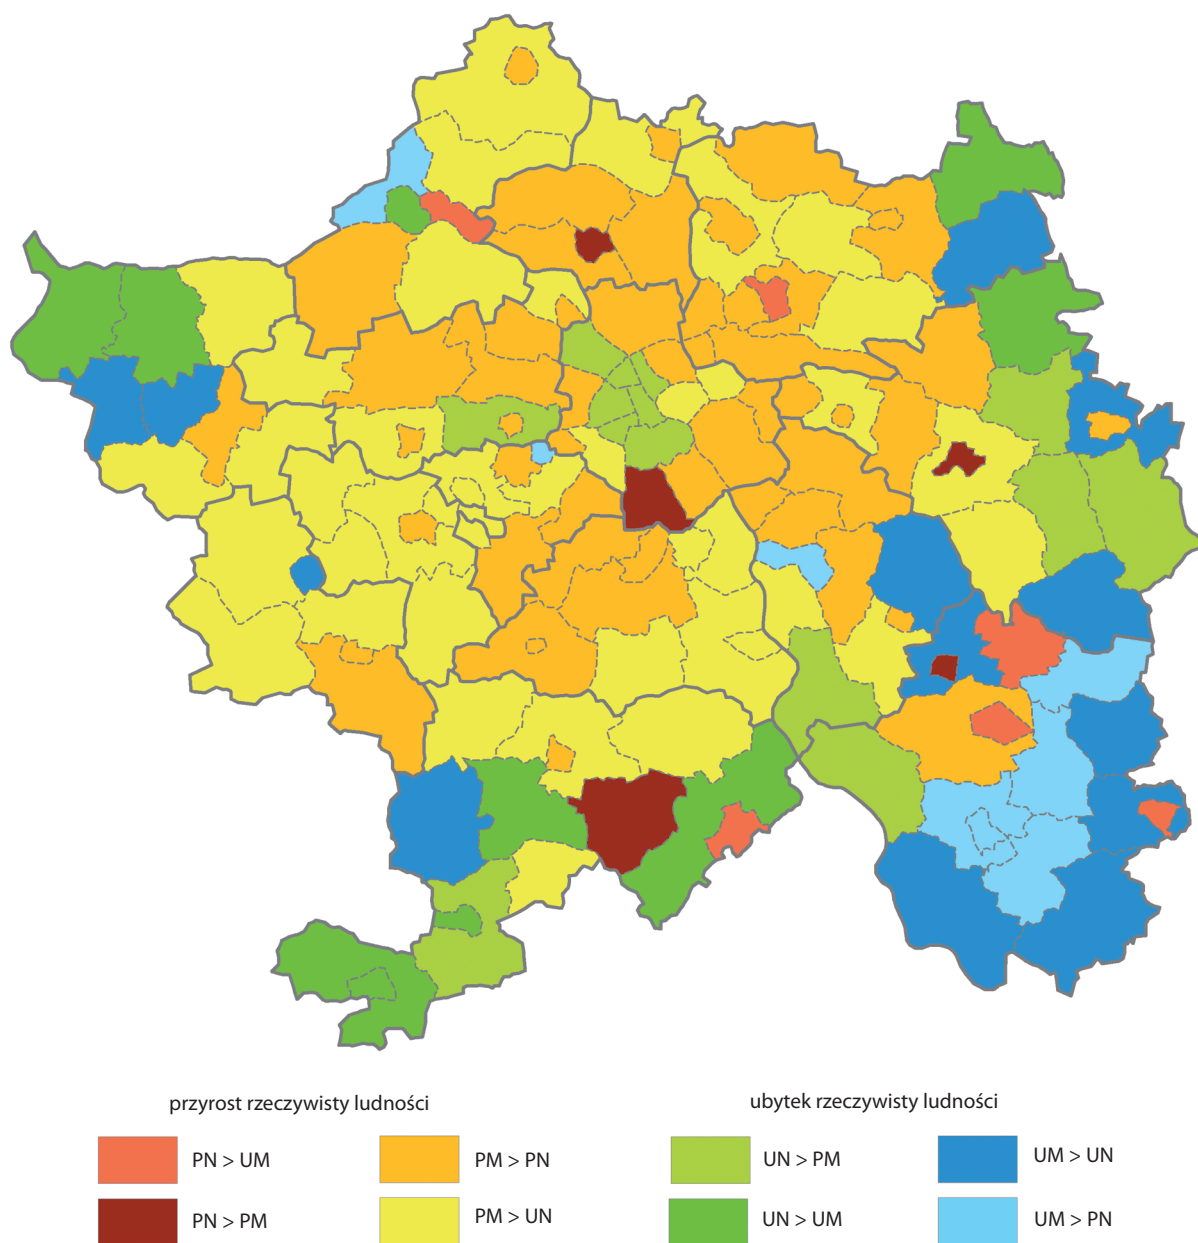 przyrost rzeczywisty ludności
ubytek rzeczywisty ludności
PN > UM
PM > PN
UN > PM
UM > UN
PN > PM
PM > UN
UN > UM
UM > PN